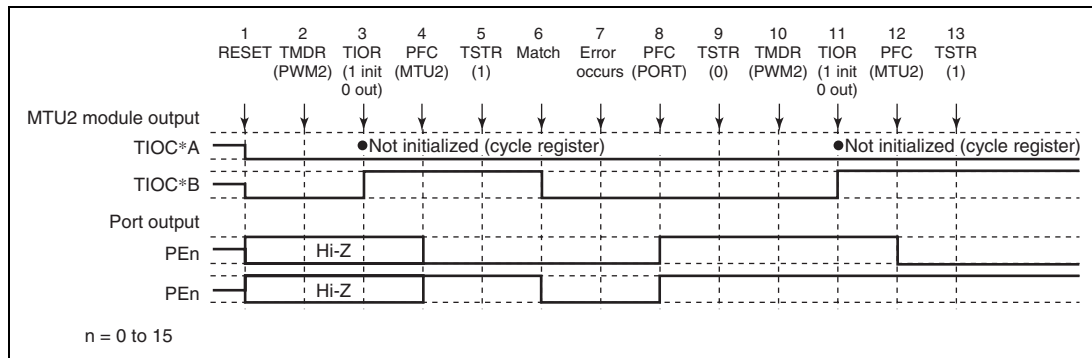 1 2 3 4 5 6 7 8 9 10 11 12 13
RESET TMDR TIOR PFC TSTR Match Error PFC TSTR TMDR TIOR PFC TSTR
(PWM2) (1 init (MTU2) (1) occurs (PORT) (0) (PWM2) (1 init (MTU2) (1)
0 out) 0 out)
MTU2 module output
TIOC*A ●Not initialized (cycle register) ●Not initialized (cycle register)
TIOC*B
Port output
PEn Hi-Z
PEn Hi-Z
n = 0 to 15